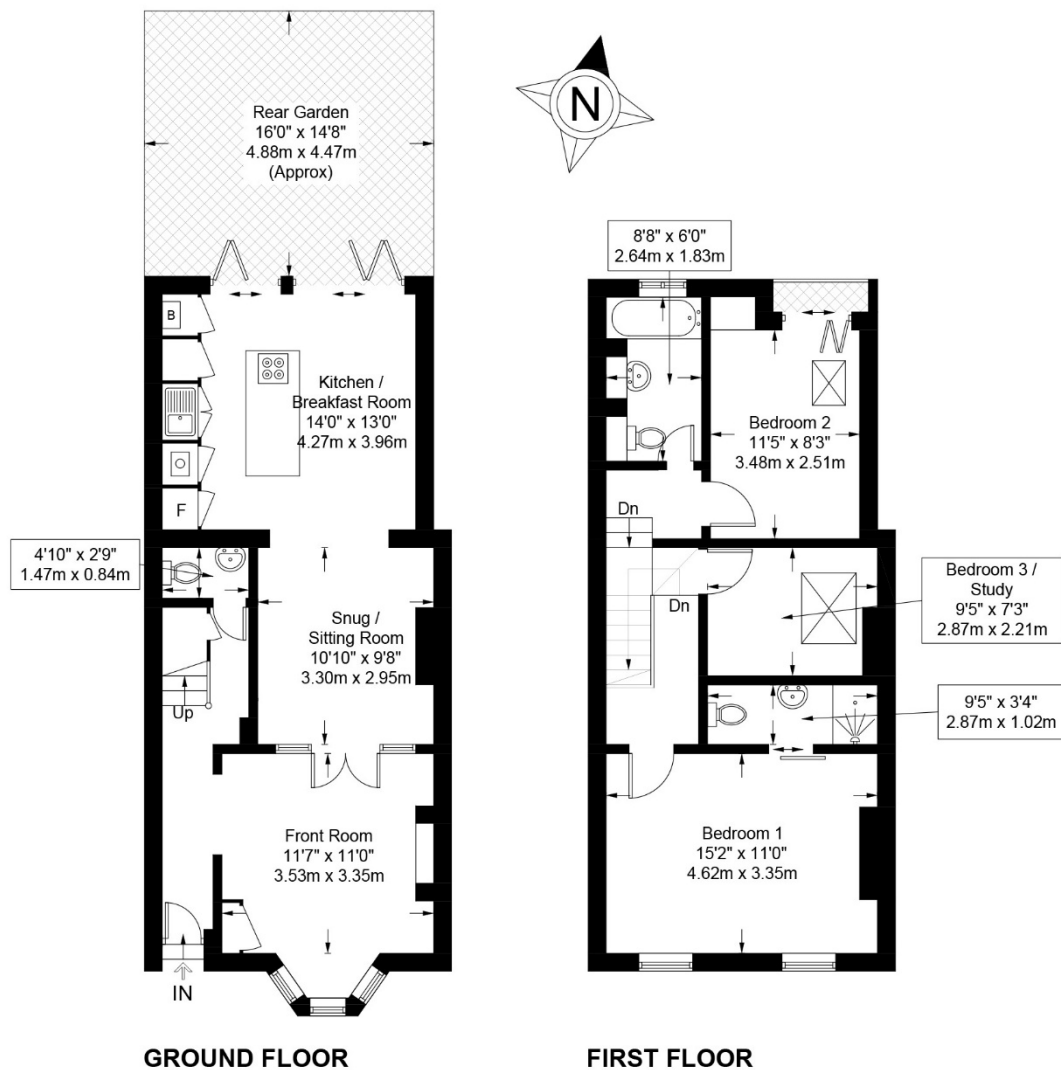 Rear Garden
16'0" x 14'8"
4.88m x 4.47m
(Approx)
N
B
Kitchen /
Breakfast Room
14'0" x 13'0"
4.27m x 3.96m
F
4'10" x 2'9"
1.47m x 0.84m
Snug /
Sitting Room
10'10" x 9'8"
3.30m x 2.95m
Up
Front Room
11'7" x 11'0"
3.53m x 3.35m
IN
GROUND FLOOR
8'8" x 6'0"
2.64m x 1.83m
Bedroom 2
11'5" x 8'3"
3.48m x 2.51m
Dn
Dn
Bedroom 3 /
Study
9'5" x 7'3"
2.87m x 2.21m
9'5" x 3'4"
2.87m x 1.02m
Bedroom 1
15'2" x 11'0"
4.62m x 3.35m
FIRST FLOOR